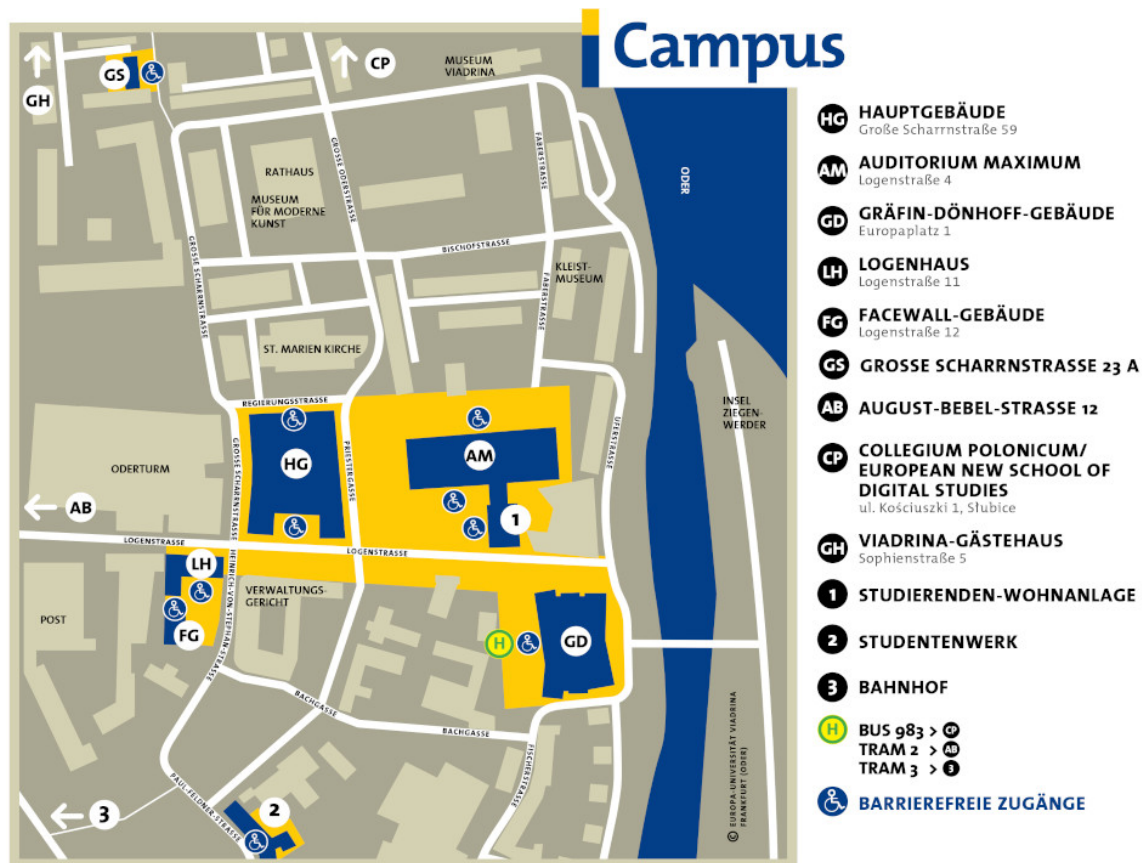 Campus
GH
GS
CP
MUSEUM
VIADRINA
RATHAUS
MUSEUM
FÜR MODERNE
KUNST
GROSSE ODERSTRASSE
FABERSTRASSE
ODER
GROSSE SCHARRNSTRASSE
BISCHOFSTRASSE
KLEIST-
MUSEUM
FABERSTRASSE
ST. MARIEN KIRCHE
REGIERUNGSSTRASSE
INSEL
ZIEGEN-
WERDER
UFERSTRASSE
ODERTURM
GROSSE SCHARRNSTRASSE
HG
PRIESTERGASSE
AM
AB
1
LOGENSTRASSE
LOGENSTRASSE
LH
HEINRICH-VON-STEPHAN-STRASSE
VERWALTUNGS-
GERICHT
POST
FG
H
GD
BACHGASSE
BACHGASSE
FISCHERSTRASSE
PAUL-FELDNER-STRASSE
3
2
© EUROPA-UNIVERSITÄT VIADRINA
FRANKFURT (ODER)
HG HAUPTGEBÄUDE
Große Scharrnstraße 59
AM AUDITORIUM MAXIMUM
Logenstraße 4
GD GRÄFIN-DÖNHOFF-GEBÄUDE
Europaplatz 1
LH LOGENHAUS
Logenstraße 11
FG FACEWALL-GEBÄUDE
Logenstraße 12
GS GROSSE SCHARRNSTRASSE 23 A
AB AUGUST-BEBEL-STRASSE 12
CP COLLEGIUM POLONICUM/
EUROPEAN NEW SCHOOL OF
DIGITAL STUDIES
ul. Kościuszki 1, Słubice
GH VIADRINA-GÄSTEHAUS
Sophienstraße 5
1 STUDIERENDEN-WOHNANLAGE
2 STUDENTENWERK
3 BAHNHOF
H BUS 983 > CP
TRAM 2 > AB
TRAM 3 > 3
BARRIEREFREIE ZUGÄNGE